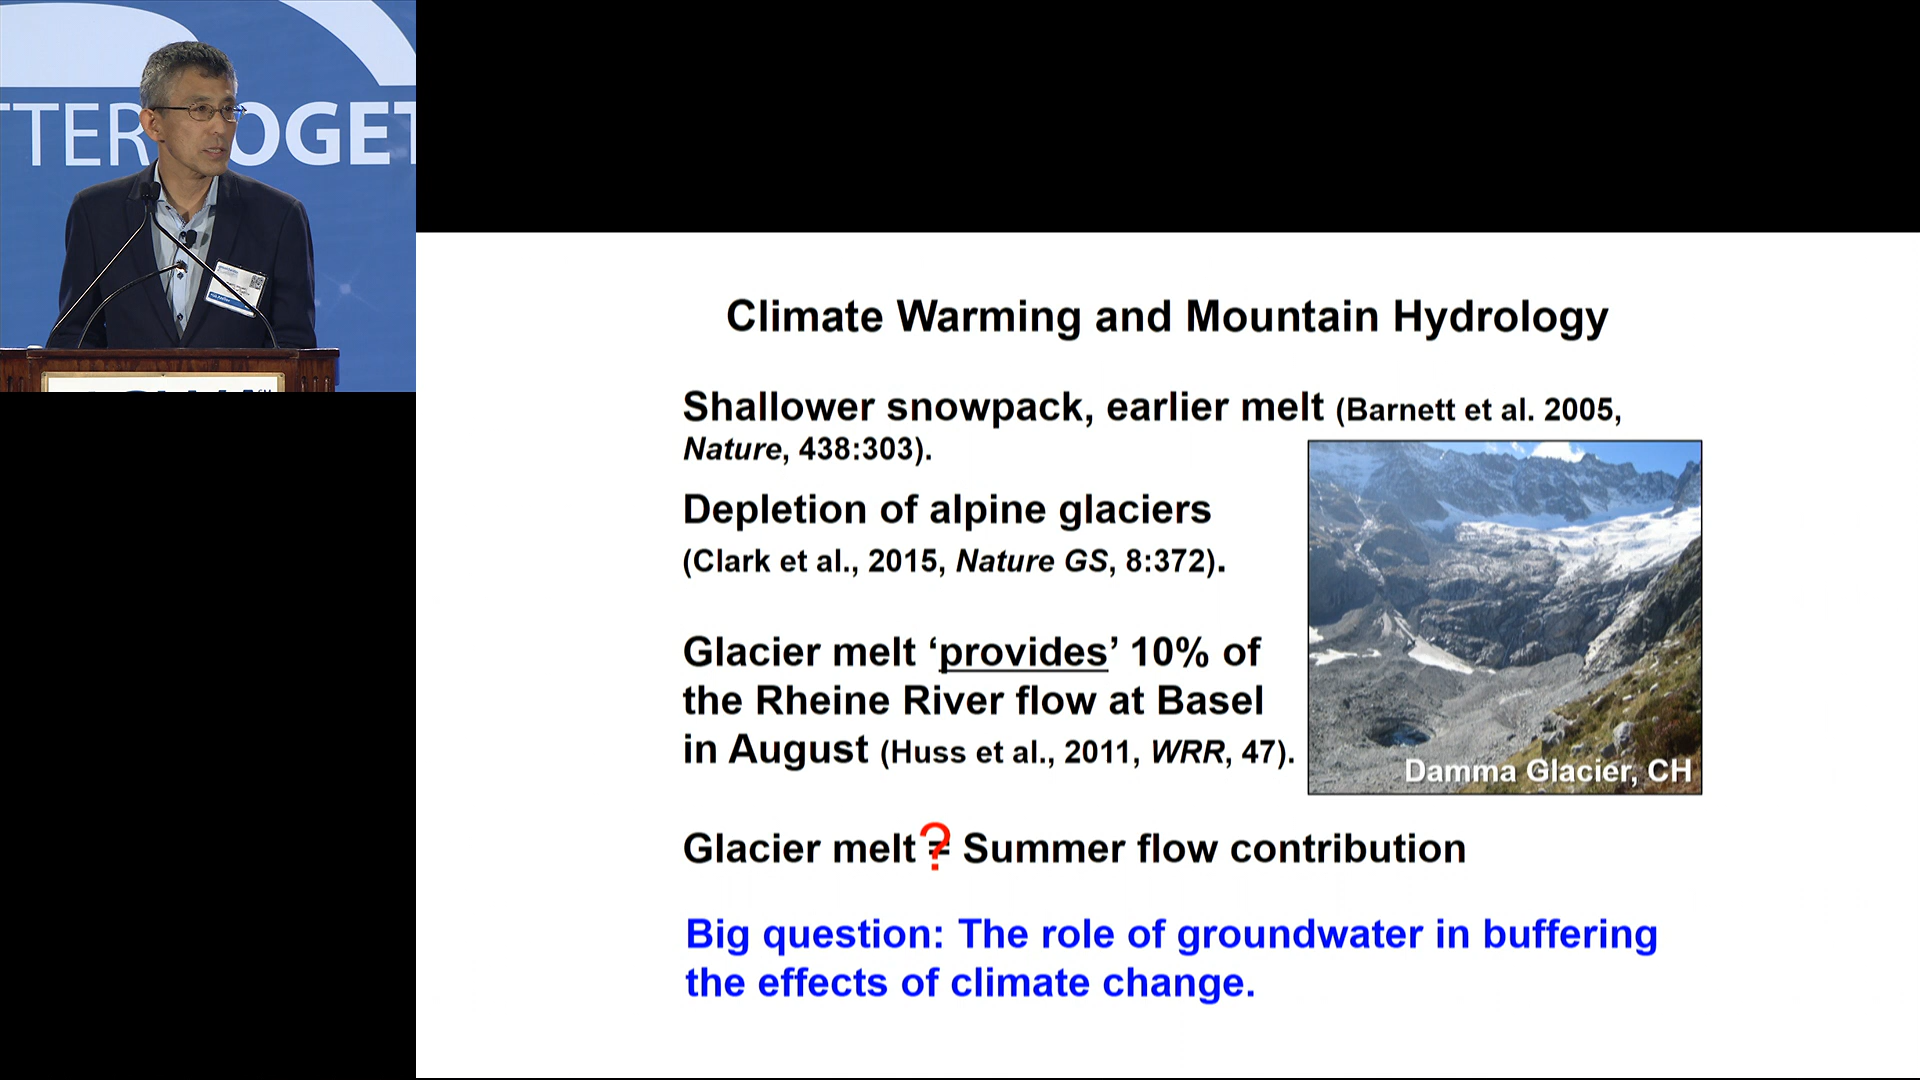 TTER OGET
Climate Warming and Mountain Hydrology
Shallower snowpack, earlier melt (Barnett et al. 2005,
Nature, 438:303).
Depletion of alpine glaciers
(Clark et al., 2015, Nature GS, 8:372).
Glacier melt ‘provides’ 10% of
the Rheine River flow at Basel
in August (Huss et al., 2011, WRR, 47).
Damma Glacier, CH
Glacier melt ? = Summer flow contribution
Big question: The role of groundwater in buffering
the effects of climate change.